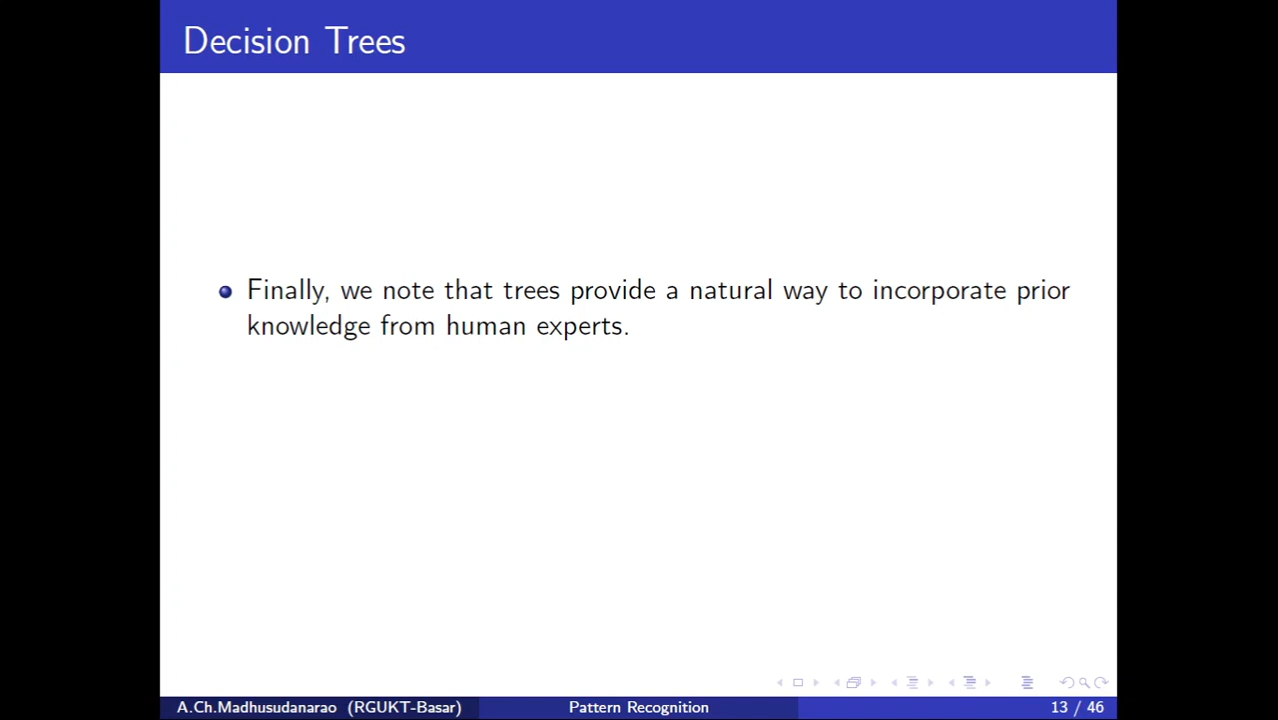 Decision Trees
Finally, we note that trees provide a natural way to incorporate prior
knowledge from human experts.
A.Ch.Madhusudanarao (RGUKT-Basar)
Pattern Recognition
13 / 46